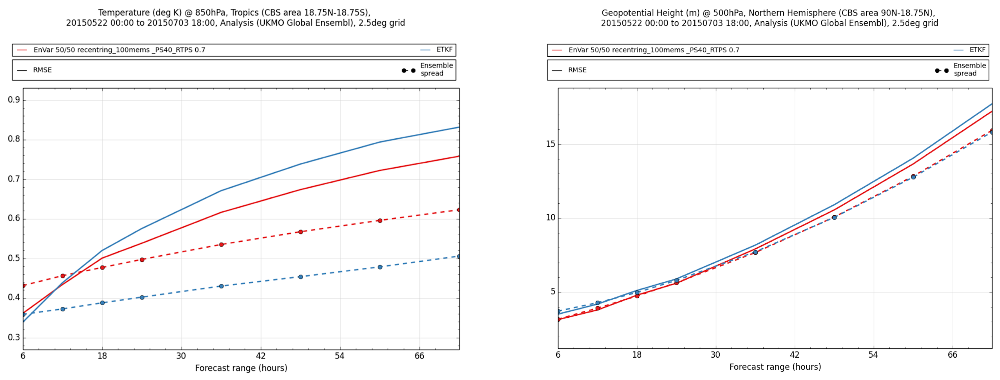 Temperature (deg K) @ 850hPa, Tropics (CBS area 18.75N-18.75S),
20150522 00:00 to 20150703 18:00, Analysis (UKMO Global Ensembl), 2.5deg grid
EnVar 50/50 recentring_100mems _PS40_RTPS 0.7
ETKF
RMSE
Ensemble
spread
0.9
0.8
0.7
0.6
0.5
0.4
0.3
6 18 30 42 54 66
Forecast range (hours)
Geopotential Height (m) @ 500hPa, Northern Hemisphere (CBS area 90N-18.75N),
20150522 00:00 to 20150703 18:00, Analysis (UKMO Global Ensembl), 2.5deg grid
EnVar 50/50 recentring_100mems _PS40_RTPS 0.7
ETKF
RMSE
Ensemble
spread
15
10
5
6 18 30 42 54 66
Forecast range (hours)